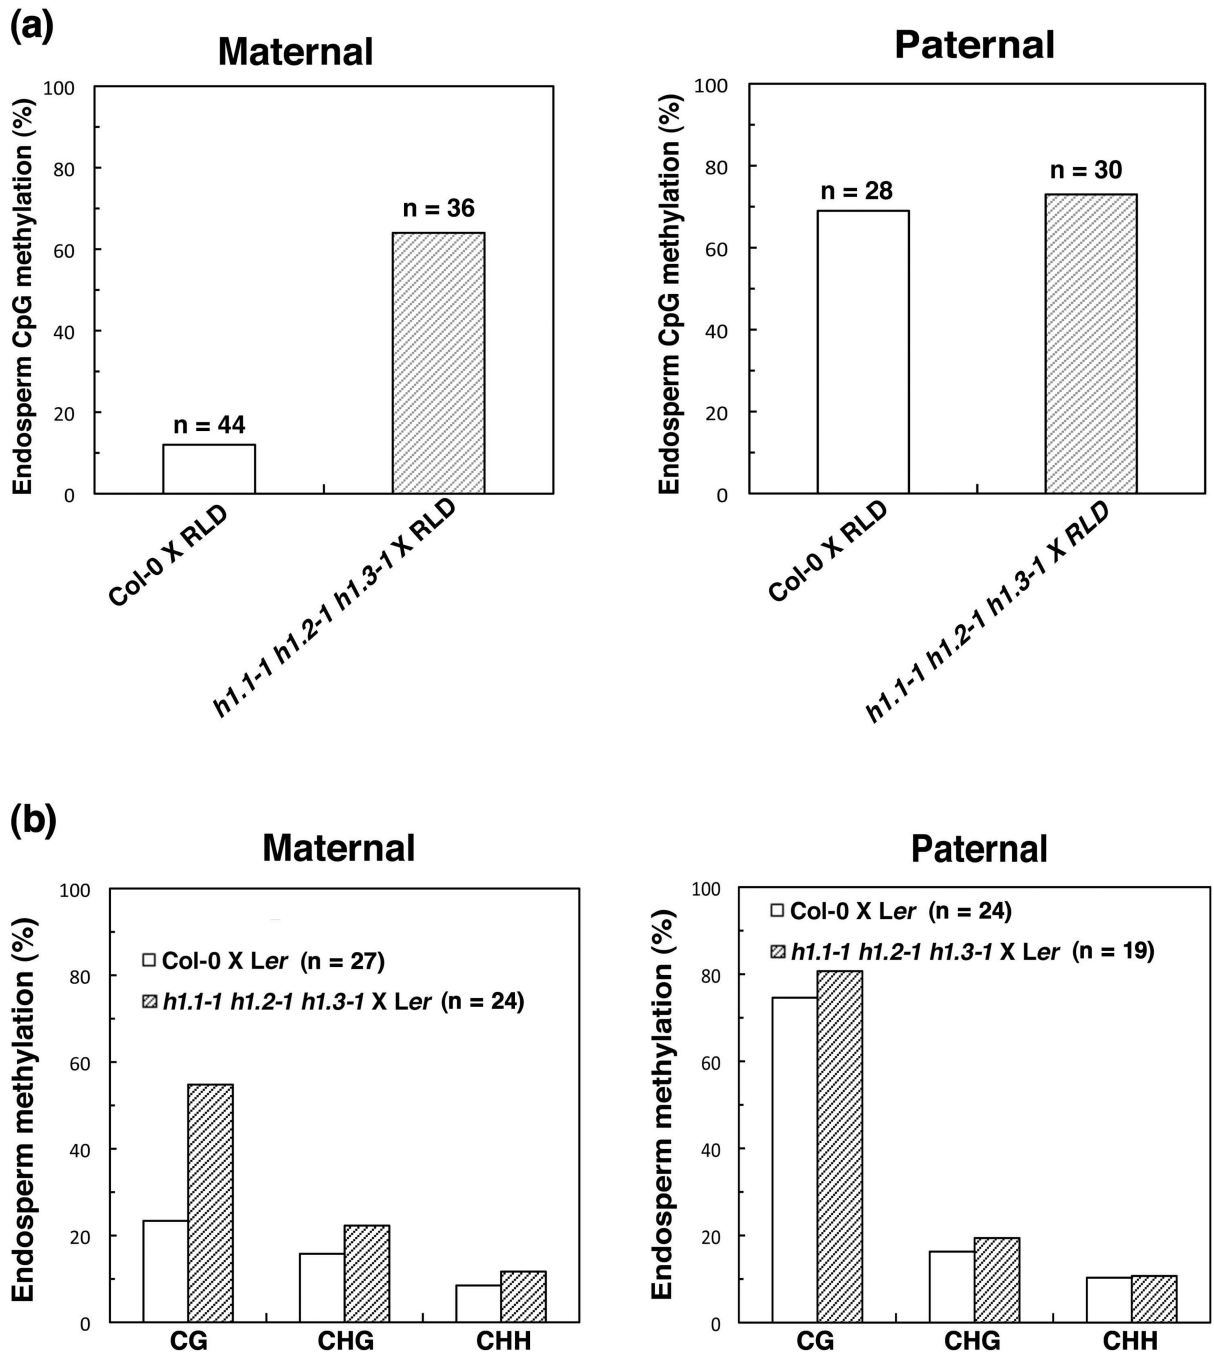 (a)
Maternal
Endosperm CpG methylation (%)
100
80
60
40
20
0
n = 44
n = 36
Col-0 X RLD
h1.1-1 h1.2-1 h1.3-1 X RLD
Paternal
Endosperm CpG methylation (%)
100
80
60
40
20
0
n = 28
n = 30
Col-0 X RLD
h1.1-1 h1.2-1 h1.3-1 X RLD
(b)
Maternal
Endosperm methylation (%)
100
80
60
40
20
0
Col-0 X Ler (n = 27)
h1.1-1 h1.2-1 h1.3-1 X Ler (n = 24)
CG CHG CHH
Paternal
Endosperm methylation (%)
100
80
60
40
20
0
Col-0 X Ler (n = 24)
h1.1-1 h1.2-1 h1.3-1 X Ler (n = 19)
CG CHG CHH